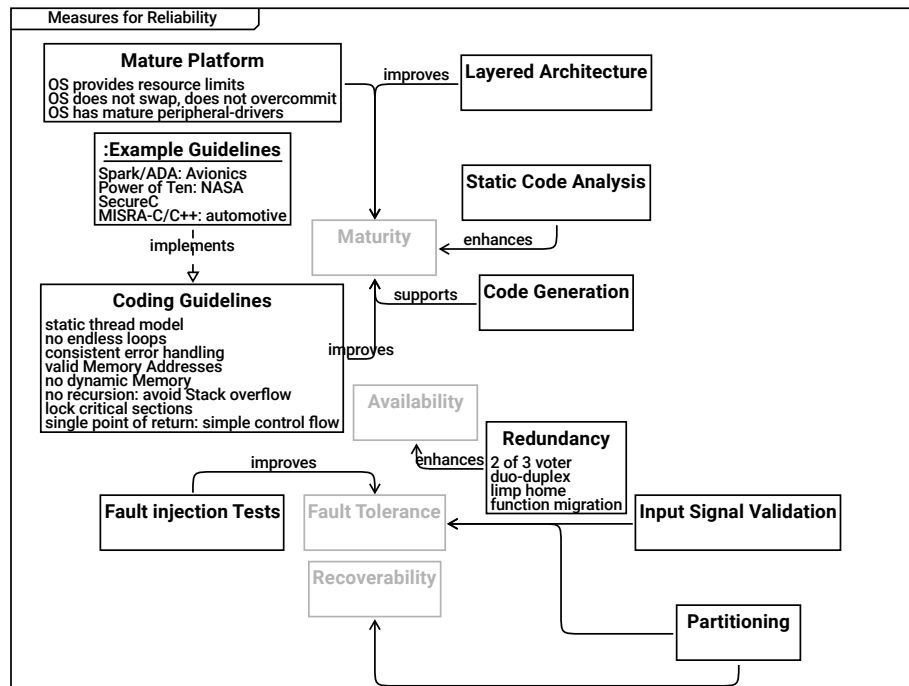 Measures for Reliability
Mature Platform
OS provides resource limits
OS does not swap, does not overcommit
OS has mature peripheral-drivers
improves
Layered Architecture
:Example Guidelines
Spark/ADA: Avionics
Power of Ten: NASA
SecureC
MISRA-C/C++: automotive
Static Code Analysis
implements
Maturity
enhances
Coding Guidelines
static thread model
no endless loops
consistent error handling
valid Memory Addresses
no dynamic Memory
no recursion: avoid Stack overflow
lock critical sections
single point of return: simple control flow
supports
Code Generation
improves
Availability
enhances
Redundancy
2 of 3 voter
duo-duplex
limp home
function migration
improves
Fault injection Tests
Fault Tolerance
Input Signal Validation
Recoverability
Partitioning